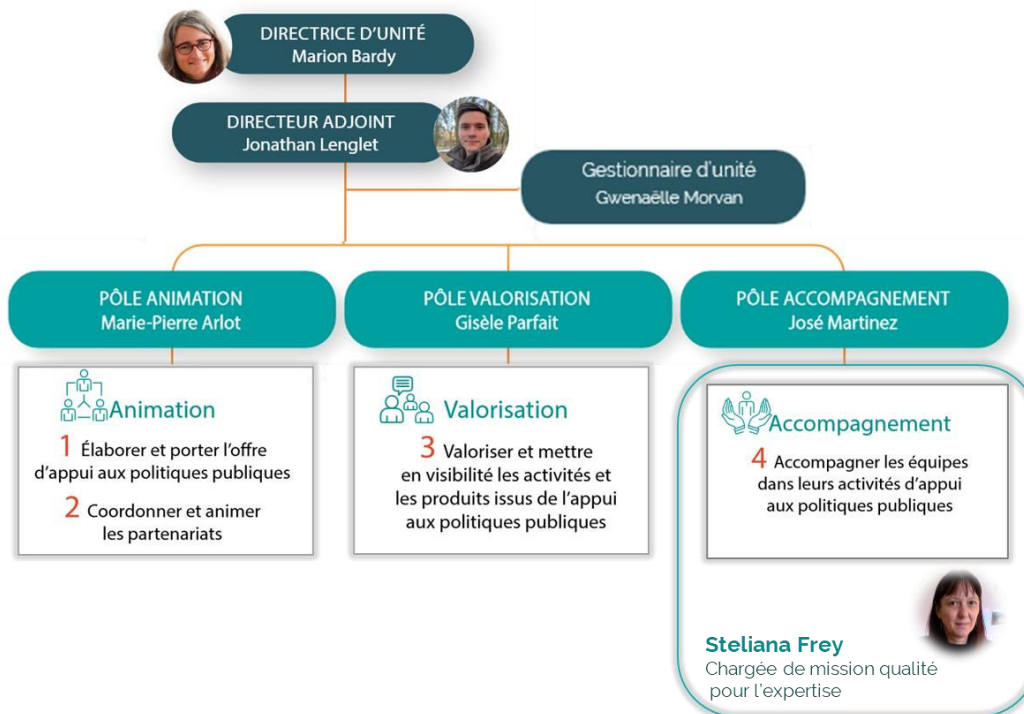 DIRECTRICE D'UNITÉ
Marion Bardy
DIRECTEUR ADJOINT
Jonathan Lenglet
Gestionnaire d'unité
Gwenaëlle Morvan
PÔLE ANIMATION
Marie-Pierre Arlot
PÔLE VALORISATION
Gisèle Parfait
PÔLE ACCOMPAGNEMENT
José Martinez
Animation
1 Élaborer et porter l'offre
d'appui aux politiques publiques
2 Coordonner et animer
les partenariats
Valorisation
3 Valoriser et mettre
en visibilité les activités et
les produits issus de l'appui
aux politiques publiques
Accompagnement
4 Accompagner les équipes
dans leurs activités d'appui
aux politiques publiques
Steliana Frey
Chargée de mission qualité
pour l'expertise